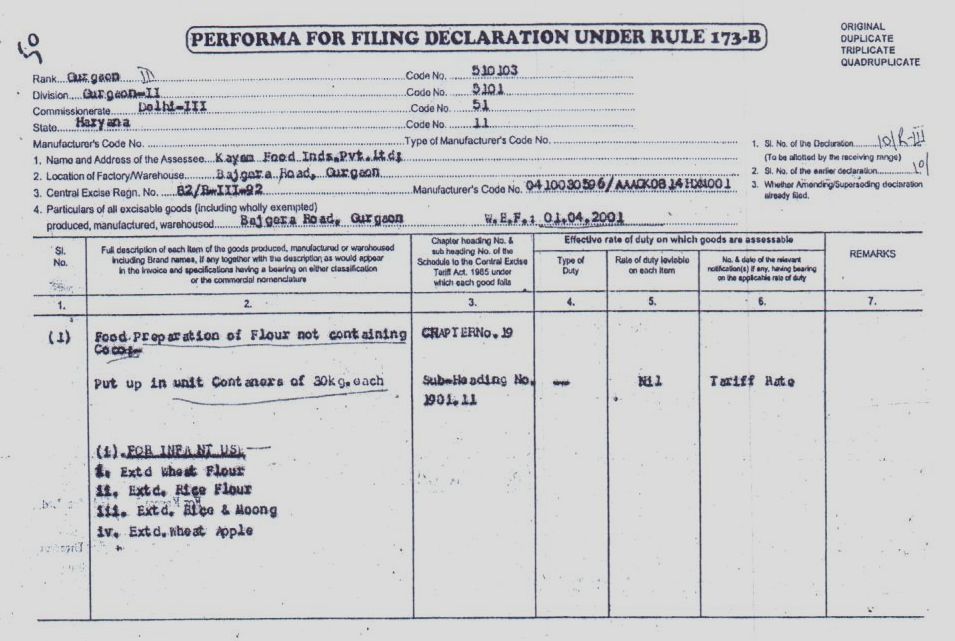 PERFORMA FOR FILING DECLARATION UNDER RULE 173-B
ORIGINAL
DUPLICATE
TRIPLICATE
QUADRUPLICATE
Rank Gurgaon III Code No. 510103
Division Gurgaon-II Code No. 5101
Commissionerate Delhi-III Code No. 51
State Haryana Code No. 11
Manufacturer's Code No. Type of Manufacturer's Code No.
1. Name and Address of the Assessee Kayem Food Inds.Pvt.Ltd;
2. Location of Factory/Warehouse Bajgera Road, Gurgaon
3. Central Excise Regn. No. 82/R-III-92 Manufacturer's Code No. 0410030596/AAACK0814HXM001
4. Particulars of all excisable goods (including wholly exempted)
produced, manufactured, warehoused Bajgera Road, Gurgaon W.E.F.: 01.04.2001
1. Sl. No. of the Declaration 10/R-III
(To be allotted by the receiving range)
2. Sl. No. of the earlier declaration 10/
3. Whether Amending/Superseding declaration
already filed.
Sl.
No.
Full description of each item of the goods produced, manufactured or warehoused
including Brand names, if any together with the description as would appear
in the invoice and specifications having a bearing on either classification
or the commercial nomenclature
Chapter heading No. &
sub heading No. of the
Schedule to the Central Excise
Tariff Act. 1985 under
which each good falls
Effective rate of duty on which goods are assessable
Type of
Duty
Rate of duty leviable
on each item
No. & date of the relevant
notification(s) if any, having bearing
on the applicable rate of duty
REMARKS
1. 2. 3. 4. 5. 6. 7.
(1) Food Preparation of Flour not containing CHAPTERNo.19
Cocoa
Put up in unit Contaners of 30kg.each Sub-Heading No. — Nil Tariff Rate
1901.11
(i) FOR INFANT USE
i. Extd Wheat Flour
ii. Extd. Rice Flour
iii. Extd. Rice & Moong
iv. Extd.Wheat Apple